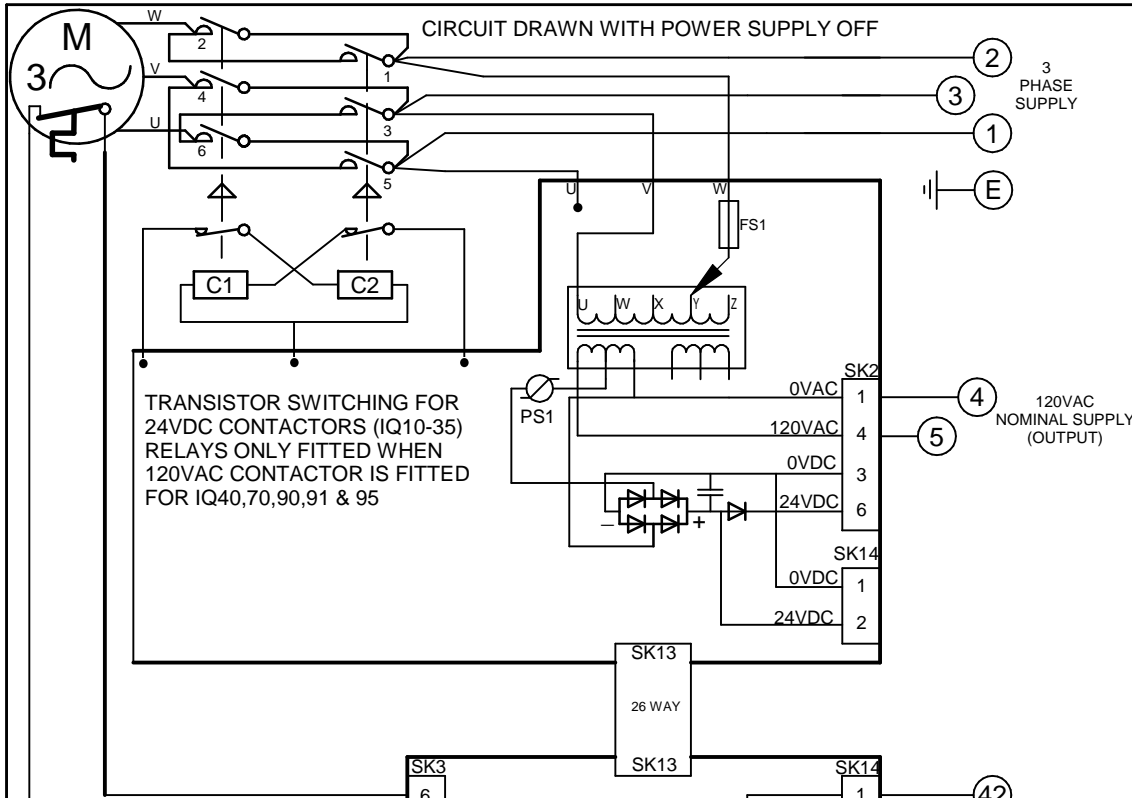 CIRCUIT DRAWN WITH POWER SUPPLY OFF
W
M
3
2
1
2
3
PHASE
SUPPLY
V
4
3
3
U
6
5
1
U
V
W
E
FS1
C1
C2
U
W
X
Y
Z
SK2
TRANSISTOR SWITCHING FOR
24VDC CONTACTORS (IQ10-35)
RELAYS ONLY FITTED WHEN
120VAC CONTACTOR IS FITTED
FOR IQ40,70,90,91 & 95
PS1
0VAC
1
4
120VAC
NOMINAL SUPPLY
(OUTPUT)
120VAC
4
5
0VDC
3
24VDC
6
–
+
SK14
0VDC
1
24VDC
2
SK13
26 WAY
SK13
SK3
6
SK14
1
42